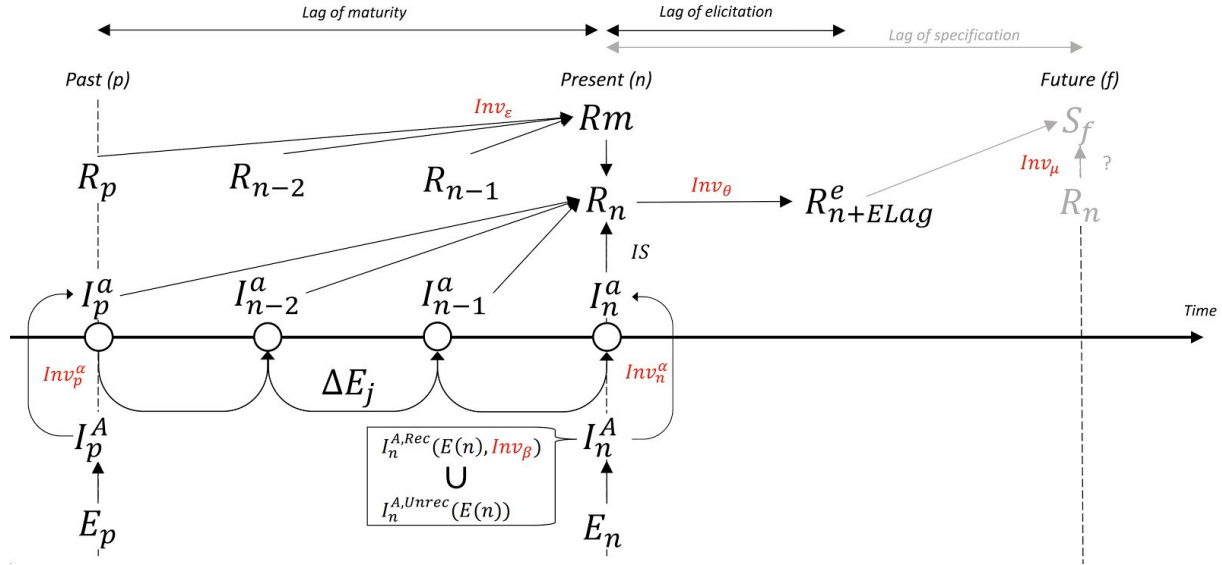 Lag of maturity
Lag of elicitation
Lag of specification
Past (p)
Present (n)
Future (f)
Inv_ε
Rm
S_f
Inv_μ
?
R_p
R_{n−2}
R_{n−1}
R_n
Inv_θ
R^e_{n+ELag}
R_n
IS
I^a_p
I^a_{n−2}
I^a_{n−1}
I^a_n
Time
Inv^α_p
ΔE_j
Inv^α_n
I^A_p
I^{A,Rec}_n(E(n), Inv_β)
∪
I^{A,Unrec}_n(E(n))
I^A_n
E_p
E_n